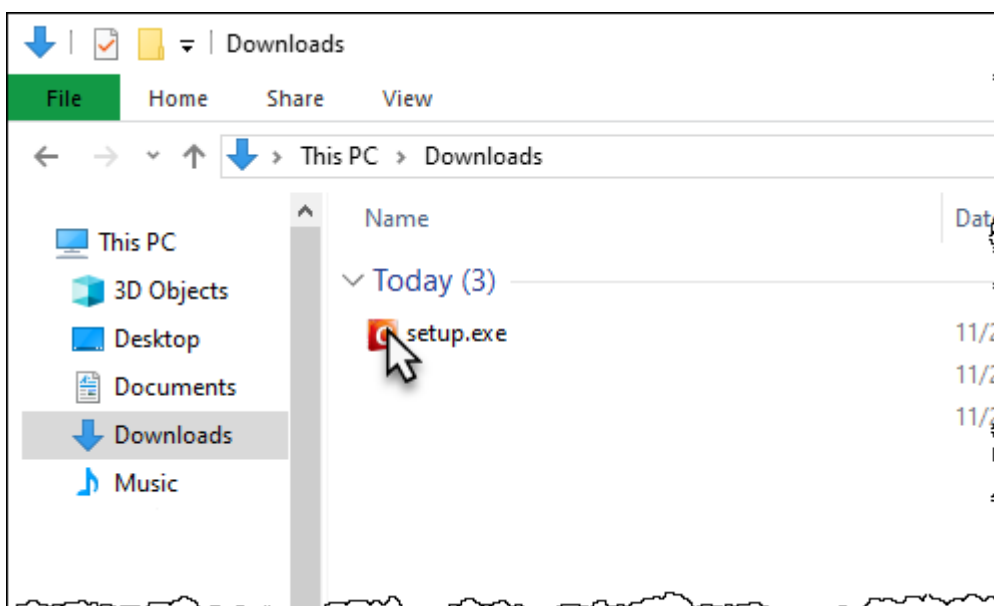 Downloads
File Home Share View
This PC > Downloads
Name
This PC
Today (3)
3D Objects
setup.exe
Desktop
Documents
Downloads
Music